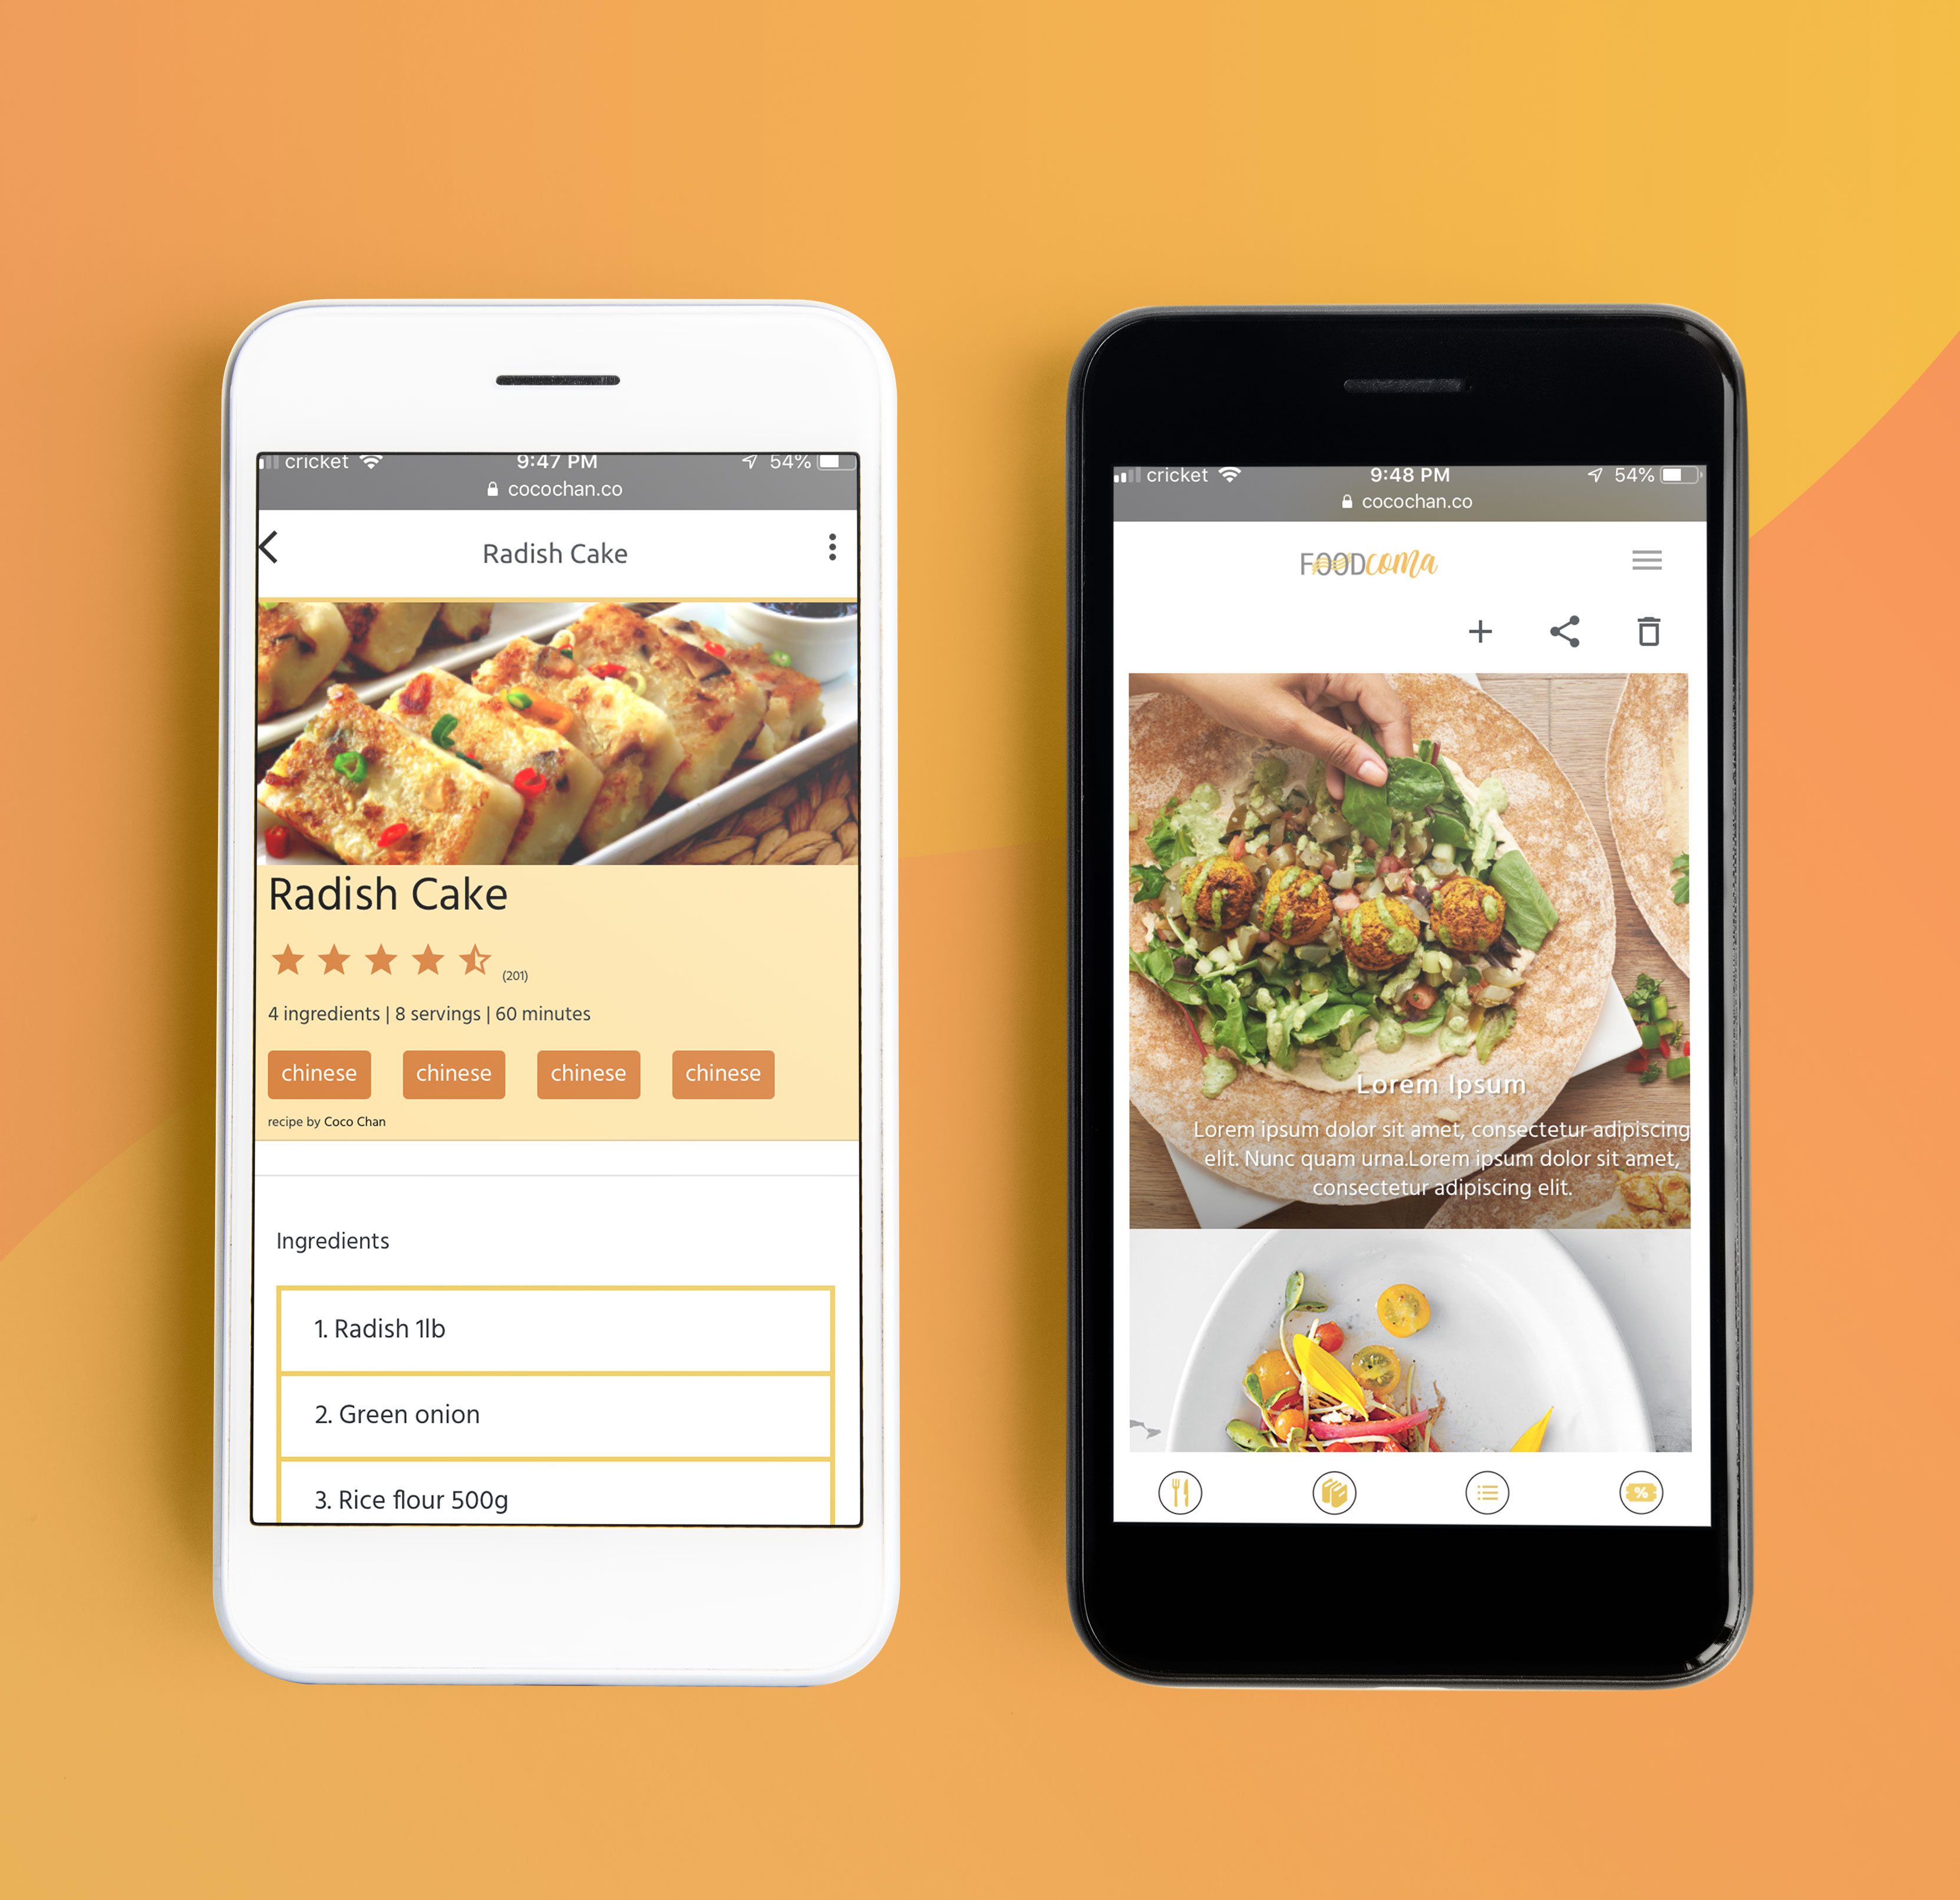 cricket 9:47 PM 54%
cocochan.co
Radish Cake
Radish Cake
(201)
4 ingredients | 8 servings | 60 minutes
chinese chinese chinese chinese
recipe by Coco Chan
Ingredients
1. Radish 1lb
2. Green onion
3. Rice flour 500g
cricket 9:48 PM 54%
cocochan.co
FOODcoma
Lorem Ipsum
Lorem ipsum dolor sit amet, consectetur adipiscing
elit. Nunc quam urna.Lorem ipsum dolor sit amet,
consectetur adipiscing elit.
%